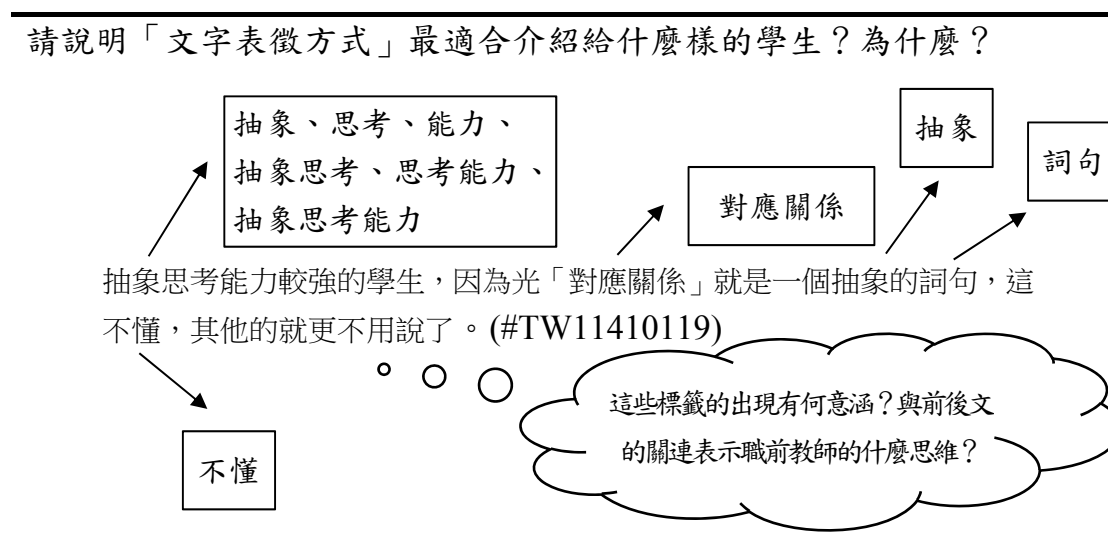 請說明「文字表徵方式」最適合介紹給什麼樣的學生？為什麼？
抽象、思考、能力、
抽象思考、思考能力、
抽象思考能力
對應關係
抽象
詞句
抽象思考能力較強的學生，因為光「對應關係」就是一個抽象的詞句，這
不懂，其他的就更不用說了。(#TW11410119)
不懂
這些標籤的出現有何意涵？與前後文
的關連表示職前教師的什麼思維？